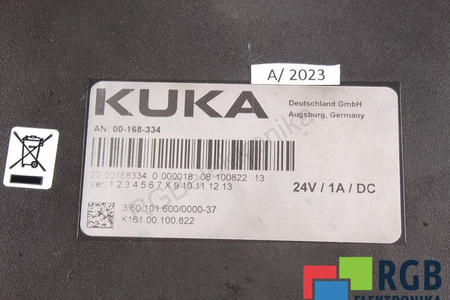 A/ 2023
KUKA
Deutschland GmbH
Augsburg, Germany
AN: 00-168-334
20 00168334 0 000018 08 100822 13
Ver. 1 2 3 4 5 6 7 X 9 10 11 12 13
24V / 1A / DC
3.60.101.600/0000-37
K161.00.100.822
RGB
ELEKTRONIKA